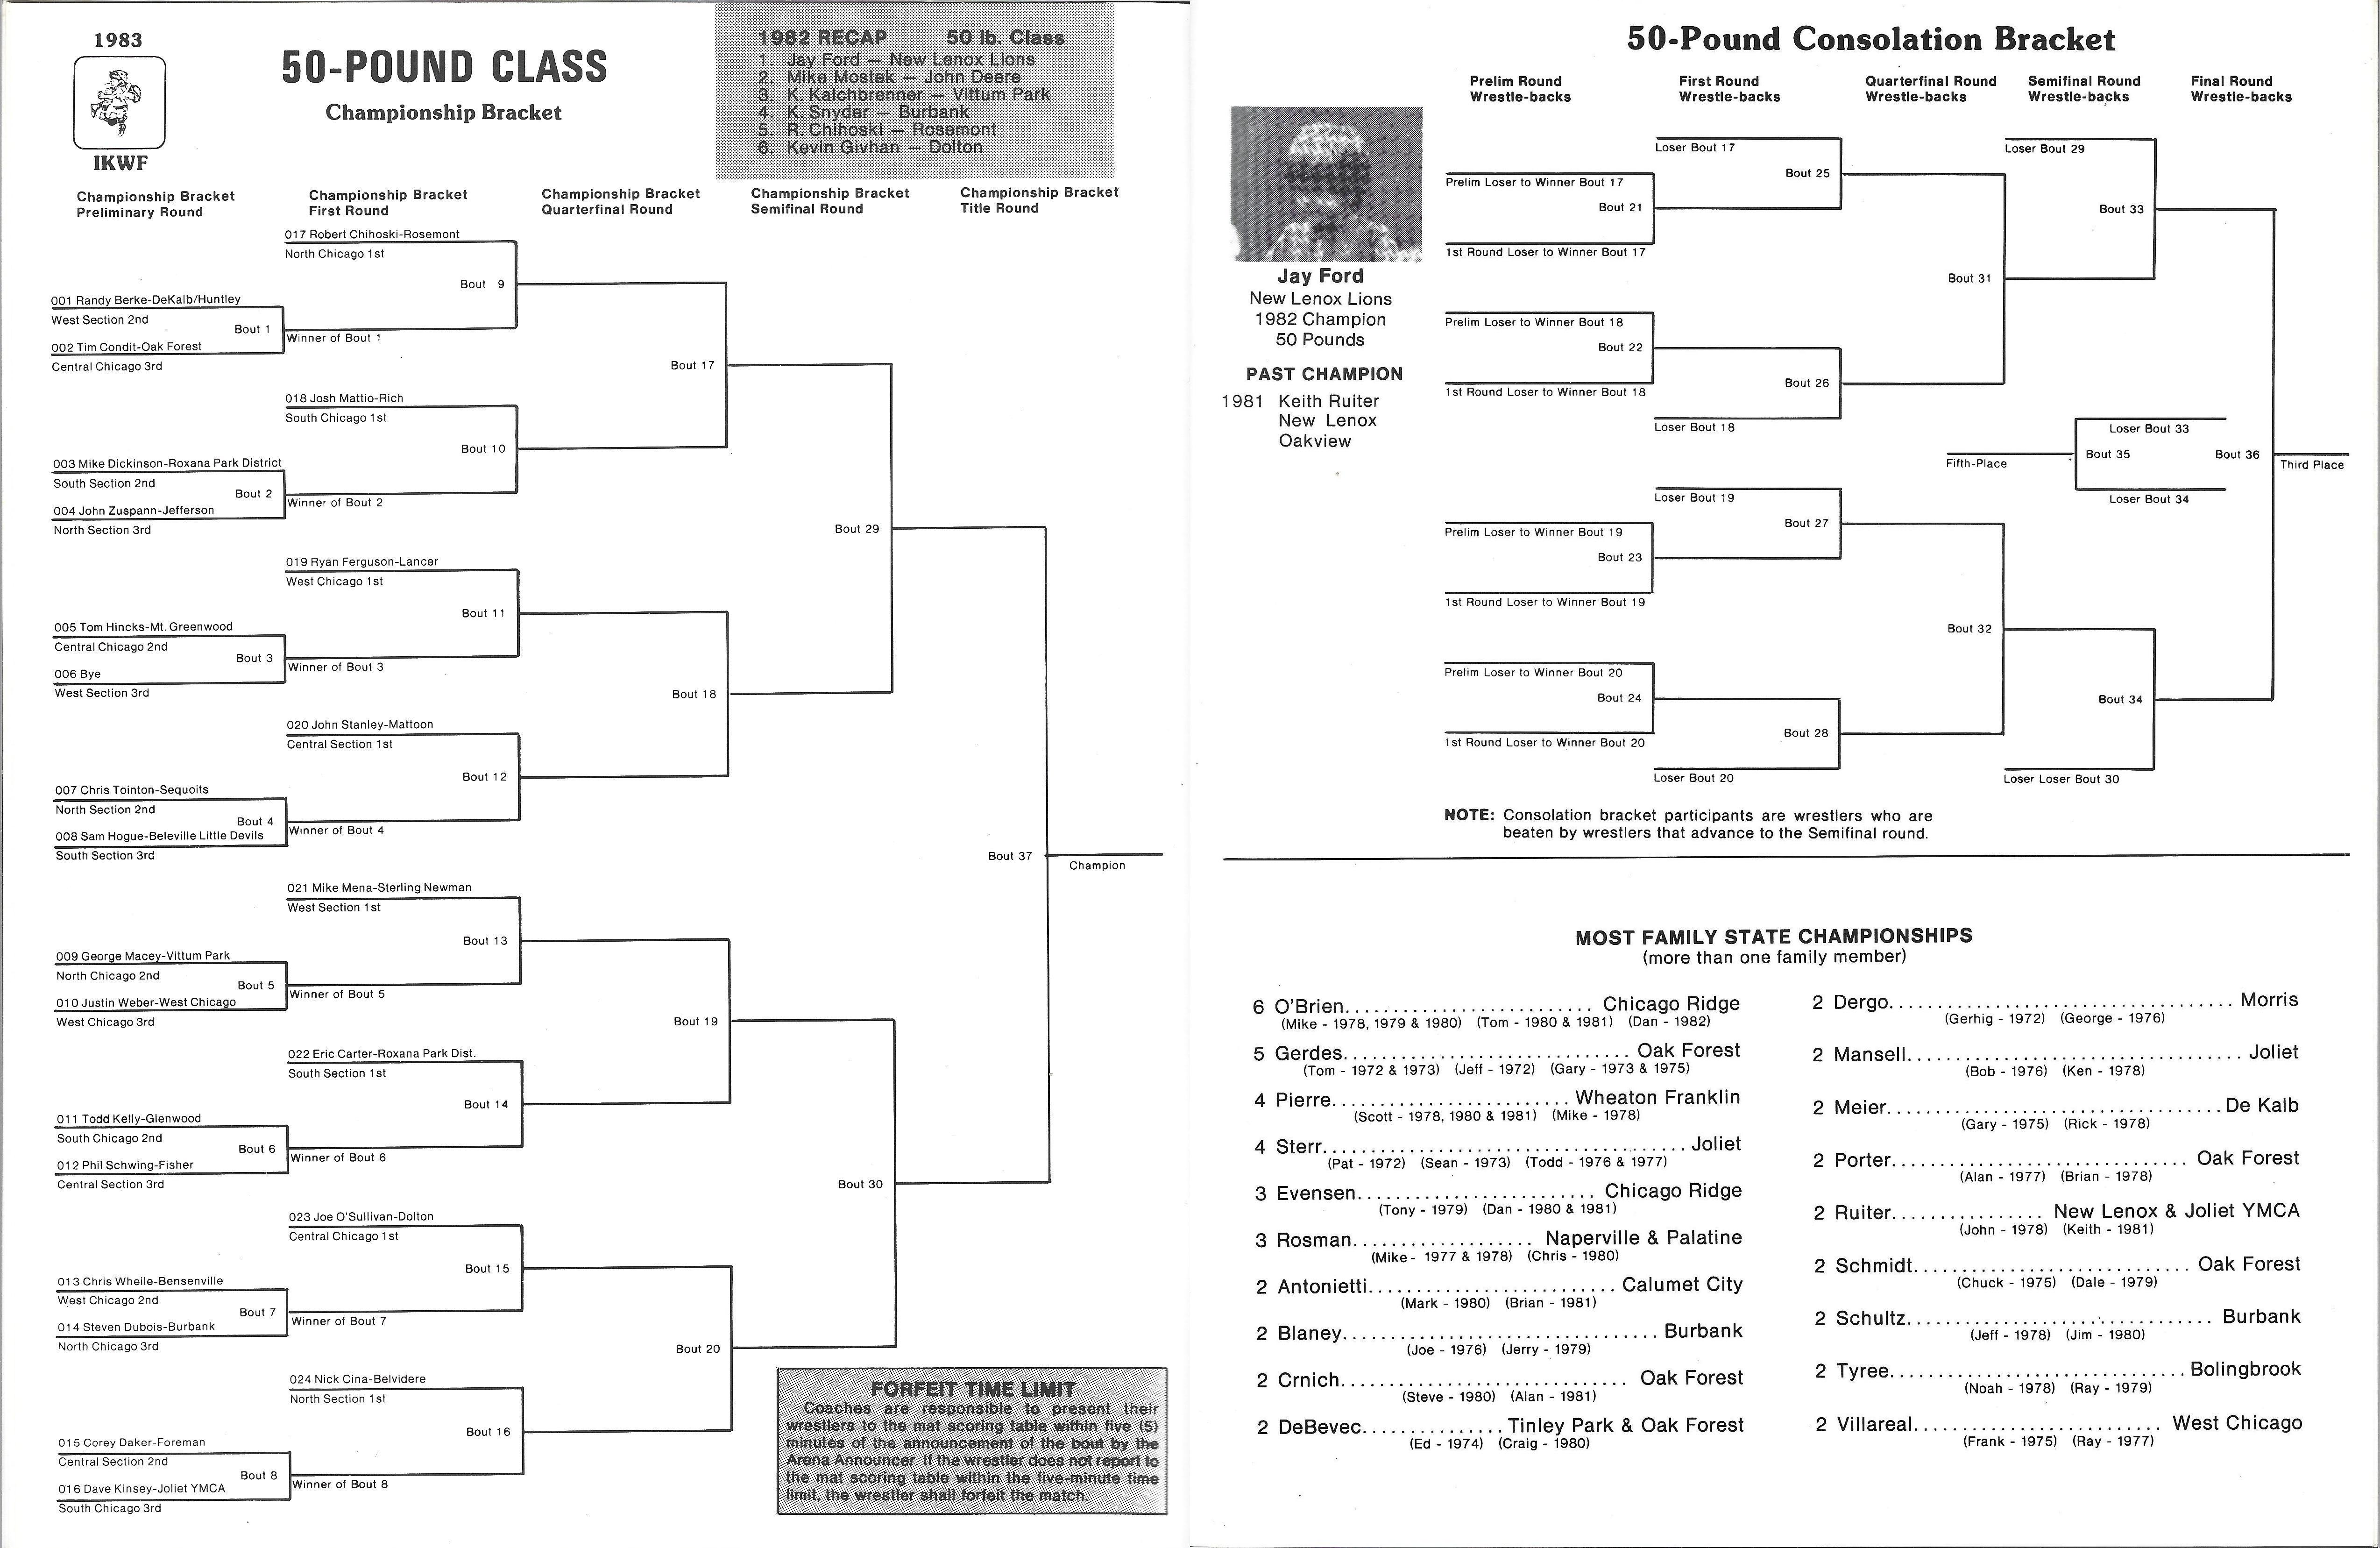 1983
IKWF
50-POUND CLASS
Championship Bracket
1982 RECAP 50 lb. Class
1. Jay Ford — New Lenox Lions
2. Mike Mostek — John Deere
3. K. Kalchbrenner — Vittum Park
4. K. Snyder — Burbank
5. R. Chihoski — Rosemont
6. Kevin Givhan — Dolton
Championship Bracket
Preliminary Round
Championship Bracket
First Round
Championship Bracket
Quarterfinal Round
Championship Bracket
Semifinal Round
Championship Bracket
Title Round
001 Randy Berke-DeKalb/Huntley
West Section 2nd
Bout 1
002 Tim Condit-Oak Forest
Central Chicago 3rd
003 Mike Dickinson-Roxana Park District
South Section 2nd
Bout 2
004 John Zuspann-Jefferson
North Section 3rd
005 Tom Hincks-Mt. Greenwood
Central Chicago 2nd
Bout 3
006 Bye
West Section 3rd
007 Chris Tointon-Sequoits
North Section 2nd
Bout 4
008 Sam Hogue-Beleville Little Devils
South Section 3rd
009 George Macey-Vittum Park
North Chicago 2nd
Bout 5
010 Justin Weber-West Chicago
West Chicago 3rd
011 Todd Kelly-Glenwood
South Chicago 2nd
Bout 6
012 Phil Schwing-Fisher
Central Section 3rd
013 Chris Wheile-Bensenville
West Chicago 2nd
Bout 7
014 Steven Dubois-Burbank
North Chicago 3rd
015 Corey Daker-Foreman
Central Section 2nd
Bout 8
016 Dave Kinsey-Joliet YMCA
South Chicago 3rd
017 Robert Chihoski-Rosemont
North Chicago 1st
Bout 9
Winner of Bout 1
018 Josh Mattio-Rich
South Chicago 1st
Bout 10
Winner of Bout 2
019 Ryan Ferguson-Lancer
West Chicago 1st
Bout 11
Winner of Bout 3
020 John Stanley-Mattoon
Central Section 1st
Bout 12
Winner of Bout 4
021 Mike Mena-Sterling Newman
West Section 1st
Bout 13
Winner of Bout 5
022 Eric Carter-Roxana Park Dist.
South Section 1st
Bout 14
Winner of Bout 6
023 Joe O'Sullivan-Dolton
Central Chicago 1st
Bout 15
Winner of Bout 7
024 Nick Cina-Belvidere
North Section 1st
Bout 16
Winner of Bout 8
Bout 17
Bout 18
Bout 19
Bout 20
Bout 29
Bout 30
Bout 37
Champion
FORFEIT TIME LIMIT
Coaches are responsible to present their
wrestlers to the mat scoring table within five (5)
minutes of the announcement of the bout by the
Arena Announcer. If the wrestler does not report to
the mat scoring table within the five-minute time
limit, the wrestler shall forfeit the match.
50-Pound Consolation Bracket
Prelim Round
Wrestle-backs
First Round
Wrestle-backs
Quarterfinal Round
Wrestle-backs
Semifinal Round
Wrestle-backs
Final Round
Wrestle-backs
Jay Ford
New Lenox Lions
1982 Champion
50 Pounds
PAST CHAMPION
1981 Keith Ruiter
New Lenox
Oakview
Prelim Loser to Winner Bout 17
Bout 21
1st Round Loser to Winner Bout 17
Prelim Loser to Winner Bout 18
Bout 22
1st Round Loser to Winner Bout 18
Prelim Loser to Winner Bout 19
Bout 23
1st Round Loser to Winner Bout 19
Prelim Loser to Winner Bout 20
Bout 24
1st Round Loser to Winner Bout 20
Loser Bout 17
Bout 25
Bout 26
Loser Bout 18
Loser Bout 19
Bout 27
Bout 28
Loser Bout 20
Bout 31
Bout 32
Loser Bout 29
Bout 33
Bout 34
Loser Loser Bout 30
Loser Bout 33
Fifth-Place
Bout 35
Bout 36
Third Place
Loser Bout 34
NOTE: Consolation bracket participants are wrestlers who are
beaten by wrestlers that advance to the Semifinal round.
MOST FAMILY STATE CHAMPIONSHIPS
(more than one family member)
6 O'Brien.......................... Chicago Ridge
(Mike - 1978, 1979 & 1980) (Tom - 1980 & 1981) (Dan - 1982)
5 Gerdes.............................. Oak Forest
(Tom - 1972 & 1973) (Jeff - 1972) (Gary - 1973 & 1975)
4 Pierre......................... Wheaton Franklin
(Scott - 1978, 1980 & 1981) (Mike - 1978)
4 Sterr...................................... Joliet
(Pat - 1972) (Sean - 1973) (Todd - 1976 & 1977)
3 Evensen......................... Chicago Ridge
(Tony - 1979) (Dan - 1980 & 1981)
3 Rosman................... Naperville & Palatine
(Mike - 1977 & 1978) (Chris - 1980)
2 Antonietti.......................... Calumet City
(Mark - 1980) (Brian - 1981)
2 Blaney................................. Burbank
(Joe - 1976) (Jerry - 1979)
2 Crnich.............................. Oak Forest
(Steve - 1980) (Alan - 1981)
2 DeBevec............... Tinley Park & Oak Forest
(Ed - 1974) (Craig - 1980)
2 Dergo.................................... Morris
(Gerhig - 1972) (George - 1976)
2 Mansell................................... Joliet
(Bob - 1976) (Ken - 1978)
2 Meier................................... De Kalb
(Gary - 1975) (Rick - 1978)
2 Porter............................... Oak Forest
(Alan - 1977) (Brian - 1978)
2 Ruiter................ New Lenox & Joliet YMCA
(John - 1978) (Keith - 1981)
2 Schmidt............................. Oak Forest
(Chuck - 1975) (Dale - 1979)
2 Schultz................................ Burbank
(Jeff - 1978) (Jim - 1980)
2 Tyree.............................. Bolingbrook
(Noah - 1978) (Ray - 1979)
2 Villareal.......................... West Chicago
(Frank - 1975) (Ray - 1977)